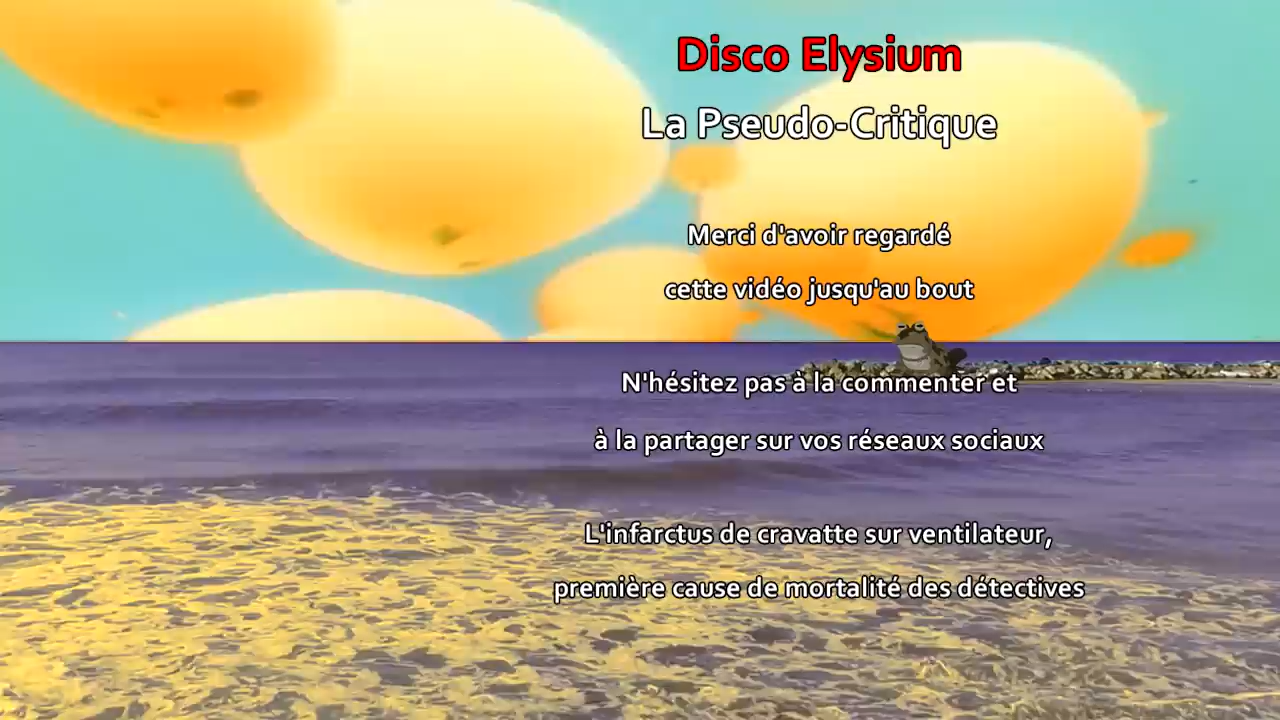 Disco Elysium
La Pseudo-Critique
Merci d'avoir regardé
cette vidéo jusqu'au bout
N'hésitez pas à la commenter et
à la partager sur vos réseaux sociaux
L'infarctus de cravatte sur ventilateur,
première cause de mortalité des détectives